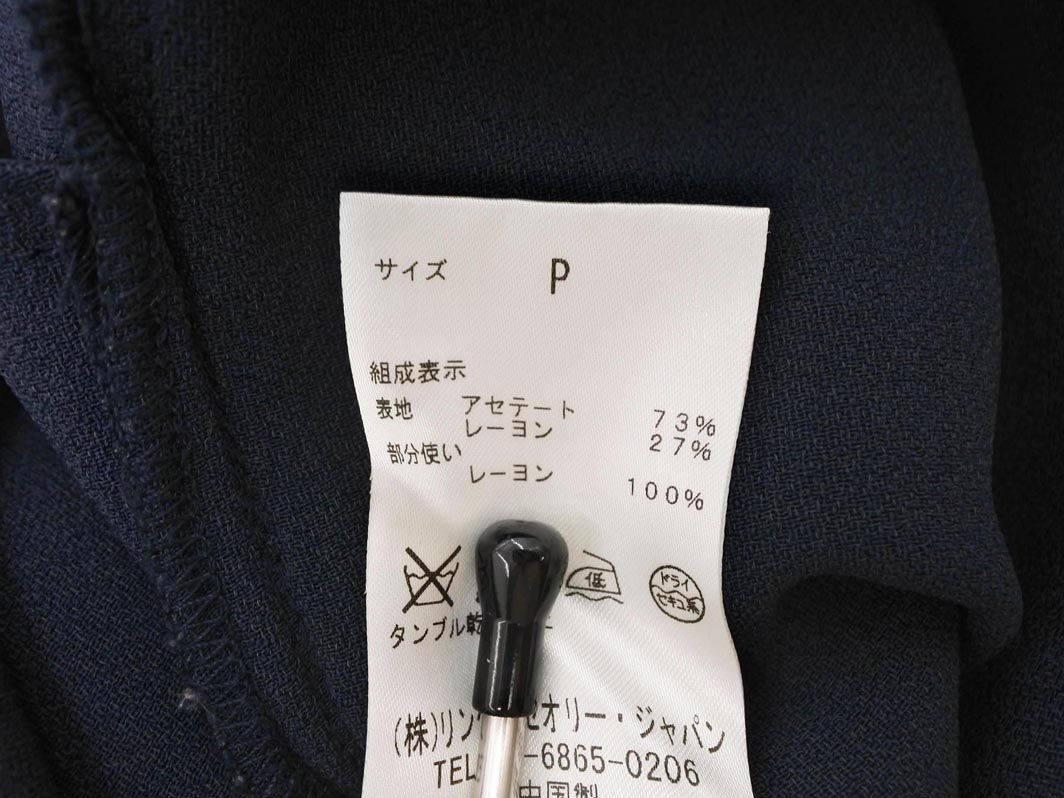 サイズ P
組成表示
表地 アセテート 73%
レーヨン 27%
部分使い
レーヨン 100%
低
ドライ
セキユ系
タンブル乾
(株)リン セオリー・ジャパン
TEL -6865-0206
中国製